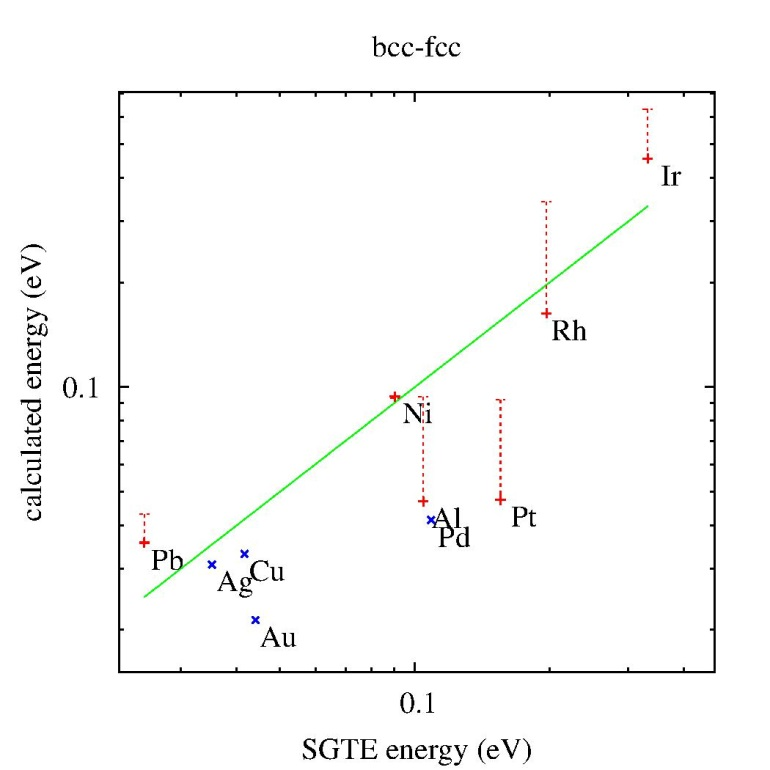 bcc-fcc
Ir
Rh
0.1
Ni
Al
Pt
Pd
Pb
Cu
Ag
Au
calculated energy (eV)
0.1
SGTE energy (eV)